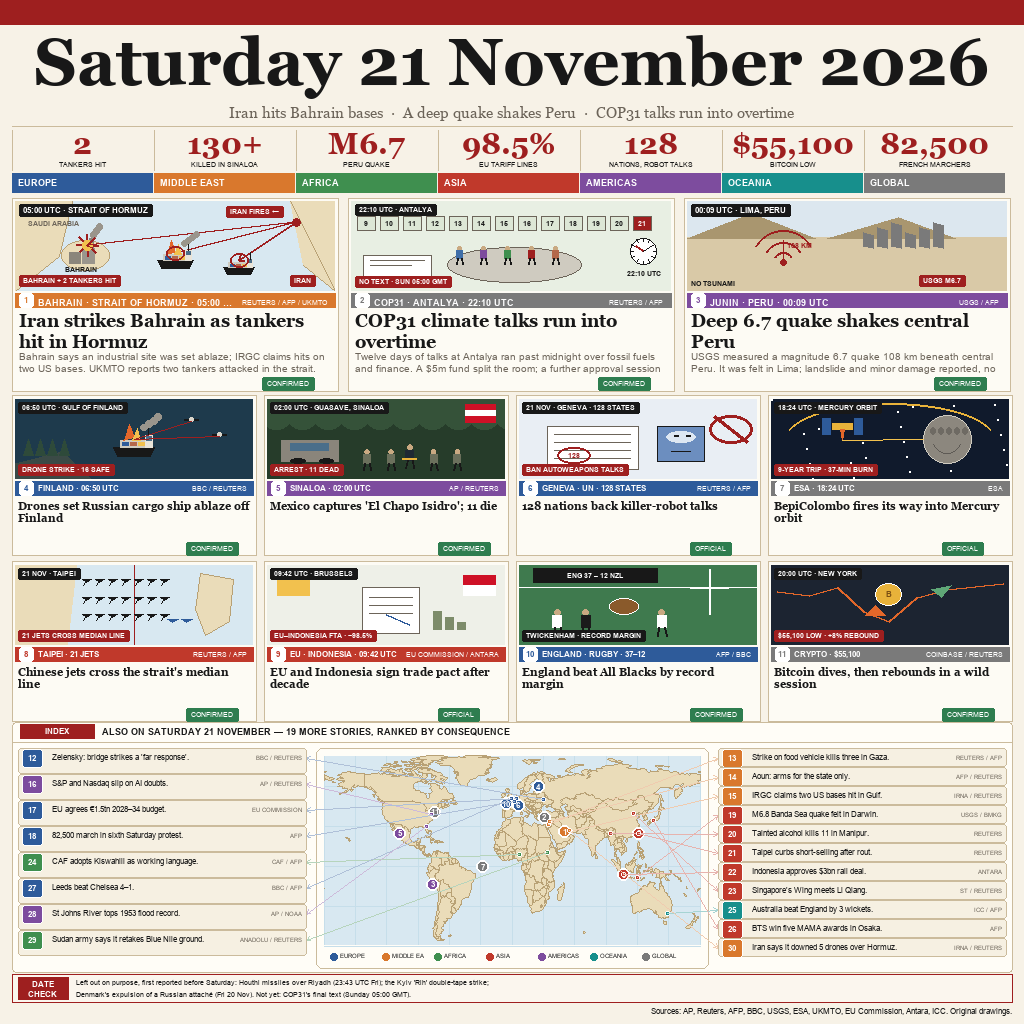 Saturday 21 November 2026
Iran hits Bahrain bases · A deep quake shakes Peru · COP31 talks run into overtime
2
TANKERS HIT
130+
KILLED IN SINALOA
M6.7
PERU QUAKE
98.5%
EU TARIFF LINES
128
NATIONS, ROBOT TALKS
$55,100
BITCOIN LOW
82,500
FRENCH MARCHERS
EUROPE
MIDDLE EAST
AFRICA
ASIA
AMERICAS
OCEANIA
GLOBAL
05:00 UTC · STRAIT OF HORMUZ
IRAN FIRES ←
SAUDI ARABIA
BAHRAIN
BAHRAIN + 2 TANKERS HIT
IRAN
1 BAHRAIN · STRAIT OF HORMUZ · 05:00 ... REUTERS / AFP / UKMTO
Iran strikes Bahrain as tankers
hit in Hormuz
Bahrain says an industrial site was set ablaze; IRGC claims hits on
two US bases. UKMTO reports two tankers attacked in the strait.
CONFIRMED
22:10 UTC · ANTALYA
9 10 12 13 14 15 16 17 18 19 20 21
22:10 UTC
NO TEXT · SUN 05:00 GMT
2 COP31 · ANTALYA · 22:10 UTC REUTERS / AFP
COP31 climate talks run into
overtime
Twelve days of talks at Antalya ran past midnight over fossil fuels
and finance. A $5m fund split the room; a further approval session
CONFIRMED
00:09 UTC · LIMA, PERU
108 KM
NO TSUNAMI
USGS M6.7
3 JUNIN · PERU · 00:09 UTC USGS / AFP
Deep 6.7 quake shakes central
Peru
USGS measured a magnitude 6.7 quake 108 km beneath central
Peru. It was felt in Lima; landslide and minor damage reported, no
CONFIRMED
06:50 UTC · GULF OF FINLAND
DRONE STRIKE · 16 SAFE
4 FINLAND · 06:50 UTC BBC / REUTERS
Drones set Russian cargo ship ablaze off
Finland
CONFIRMED
02:00 UTC · GUASAVE, SINALOA
ARREST · 11 DEAD
5 SINALOA · 02:00 UTC AP / REUTERS
Mexico captures 'El Chapo Isidro'; 11 die
CONFIRMED
21 NOV · GENEVA · 128 STATES
128
BAN AUTOWEAPONS TALKS
6 GENEVA · UN · 128 STATES REUTERS / AFP
128 nations back killer-robot talks
OFFICIAL
18:24 UTC · MERCURY ORBIT
9-YEAR TRIP · 37-MIN BURN
7 ESA · 18:24 UTC ESA
BepiColombo fires its way into Mercury
orbit
OFFICIAL
21 NOV · TAIPEI
21 JETS CROSS MEDIAN LINE
8 TAIPEI · 21 JETS REUTERS / AFP
Chinese jets cross the strait's median
line
CONFIRMED
09:42 UTC · BRUSSELS
EU–INDONESIA FTA · ~98.5%
9 EU · INDONESIA · 09:42 UTC EU COMMISSION / ANTARA
EU and Indonesia sign trade pact after
decade
OFFICIAL
ENG 37 – 12 NZL
TWICKENHAM · RECORD MARGIN
10 ENGLAND · RUGBY · 37–12 AFP / BBC
England beat All Blacks by record
margin
CONFIRMED
20:00 UTC · NEW YORK
B
$55,100 LOW · +8% REBOUND
11 CRYPTO · $55,100 COINBASE / REUTERS
Bitcoin dives, then rebounds in a wild
session
CONFIRMED
INDEX ALSO ON SATURDAY 21 NOVEMBER — 19 MORE STORIES, RANKED BY CONSEQUENCE
12 Zelensky: bridge strikes a 'far response'. BBC / REUTERS
16 S&P and Nasdaq slip on AI doubts. AP / REUTERS
17 EU agrees €1.5tn 2028–34 budget. EU COMMISSION
18 82,500 march in sixth Saturday protest. AFP
24 CAF adopts Kiswahili as working language. CAF / AFP
27 Leeds beat Chelsea 4–1. BBC / AFP
28 St Johns River tops 1953 flood record. AP / NOAA
29 Sudan army says it retakes Blue Nile ground. ANADOLU / REUTERS
4
6
2
1
5
3
7
EUROPE
MIDDLE EA
AFRICA
ASIA
AMERICAS
OCEANIA
GLOBAL
13 Strike on food vehicle kills three in Gaza. REUTERS / AFP
14 Aoun: arms for the state only. AFP / REUTERS
15 IRGC claims two US bases hit in Gulf. IRNA / REUTERS
19 M6.8 Banda Sea quake felt in Darwin. USGS / BMKG
20 Tainted alcohol kills 11 in Manipur. REUTERS
21 Taipei curbs short-selling after rout. REUTERS
22 Indonesia approves $3bn rail deal. ANTARA
23 Singapore's Wing meets Li Qiang. ST / REUTERS
25 Australia beat England by 3 wickets. ICC / AFP
26 BTS win five MAMA awards in Osaka. AP / REUTERS
30 Iran says it downed 5 drones over Hormuz. IRNA / REUTERS
DATE
CHECK
Left out on purpose, first reported before Saturday: Houthi missiles over Riyadh (23:43 UTC Fri); the Kyiv 'Rih' double-tape strike;
Denmark's expulsion of a Russian attaché (Fri 20 Nov). Not yet: COP31's final text (Sunday 05:00 GMT).
Sources: AP, Reuters, AFP, BBC, USGS, ESA, UKMTO, EU Commission, Antara, ICC. Original drawings.